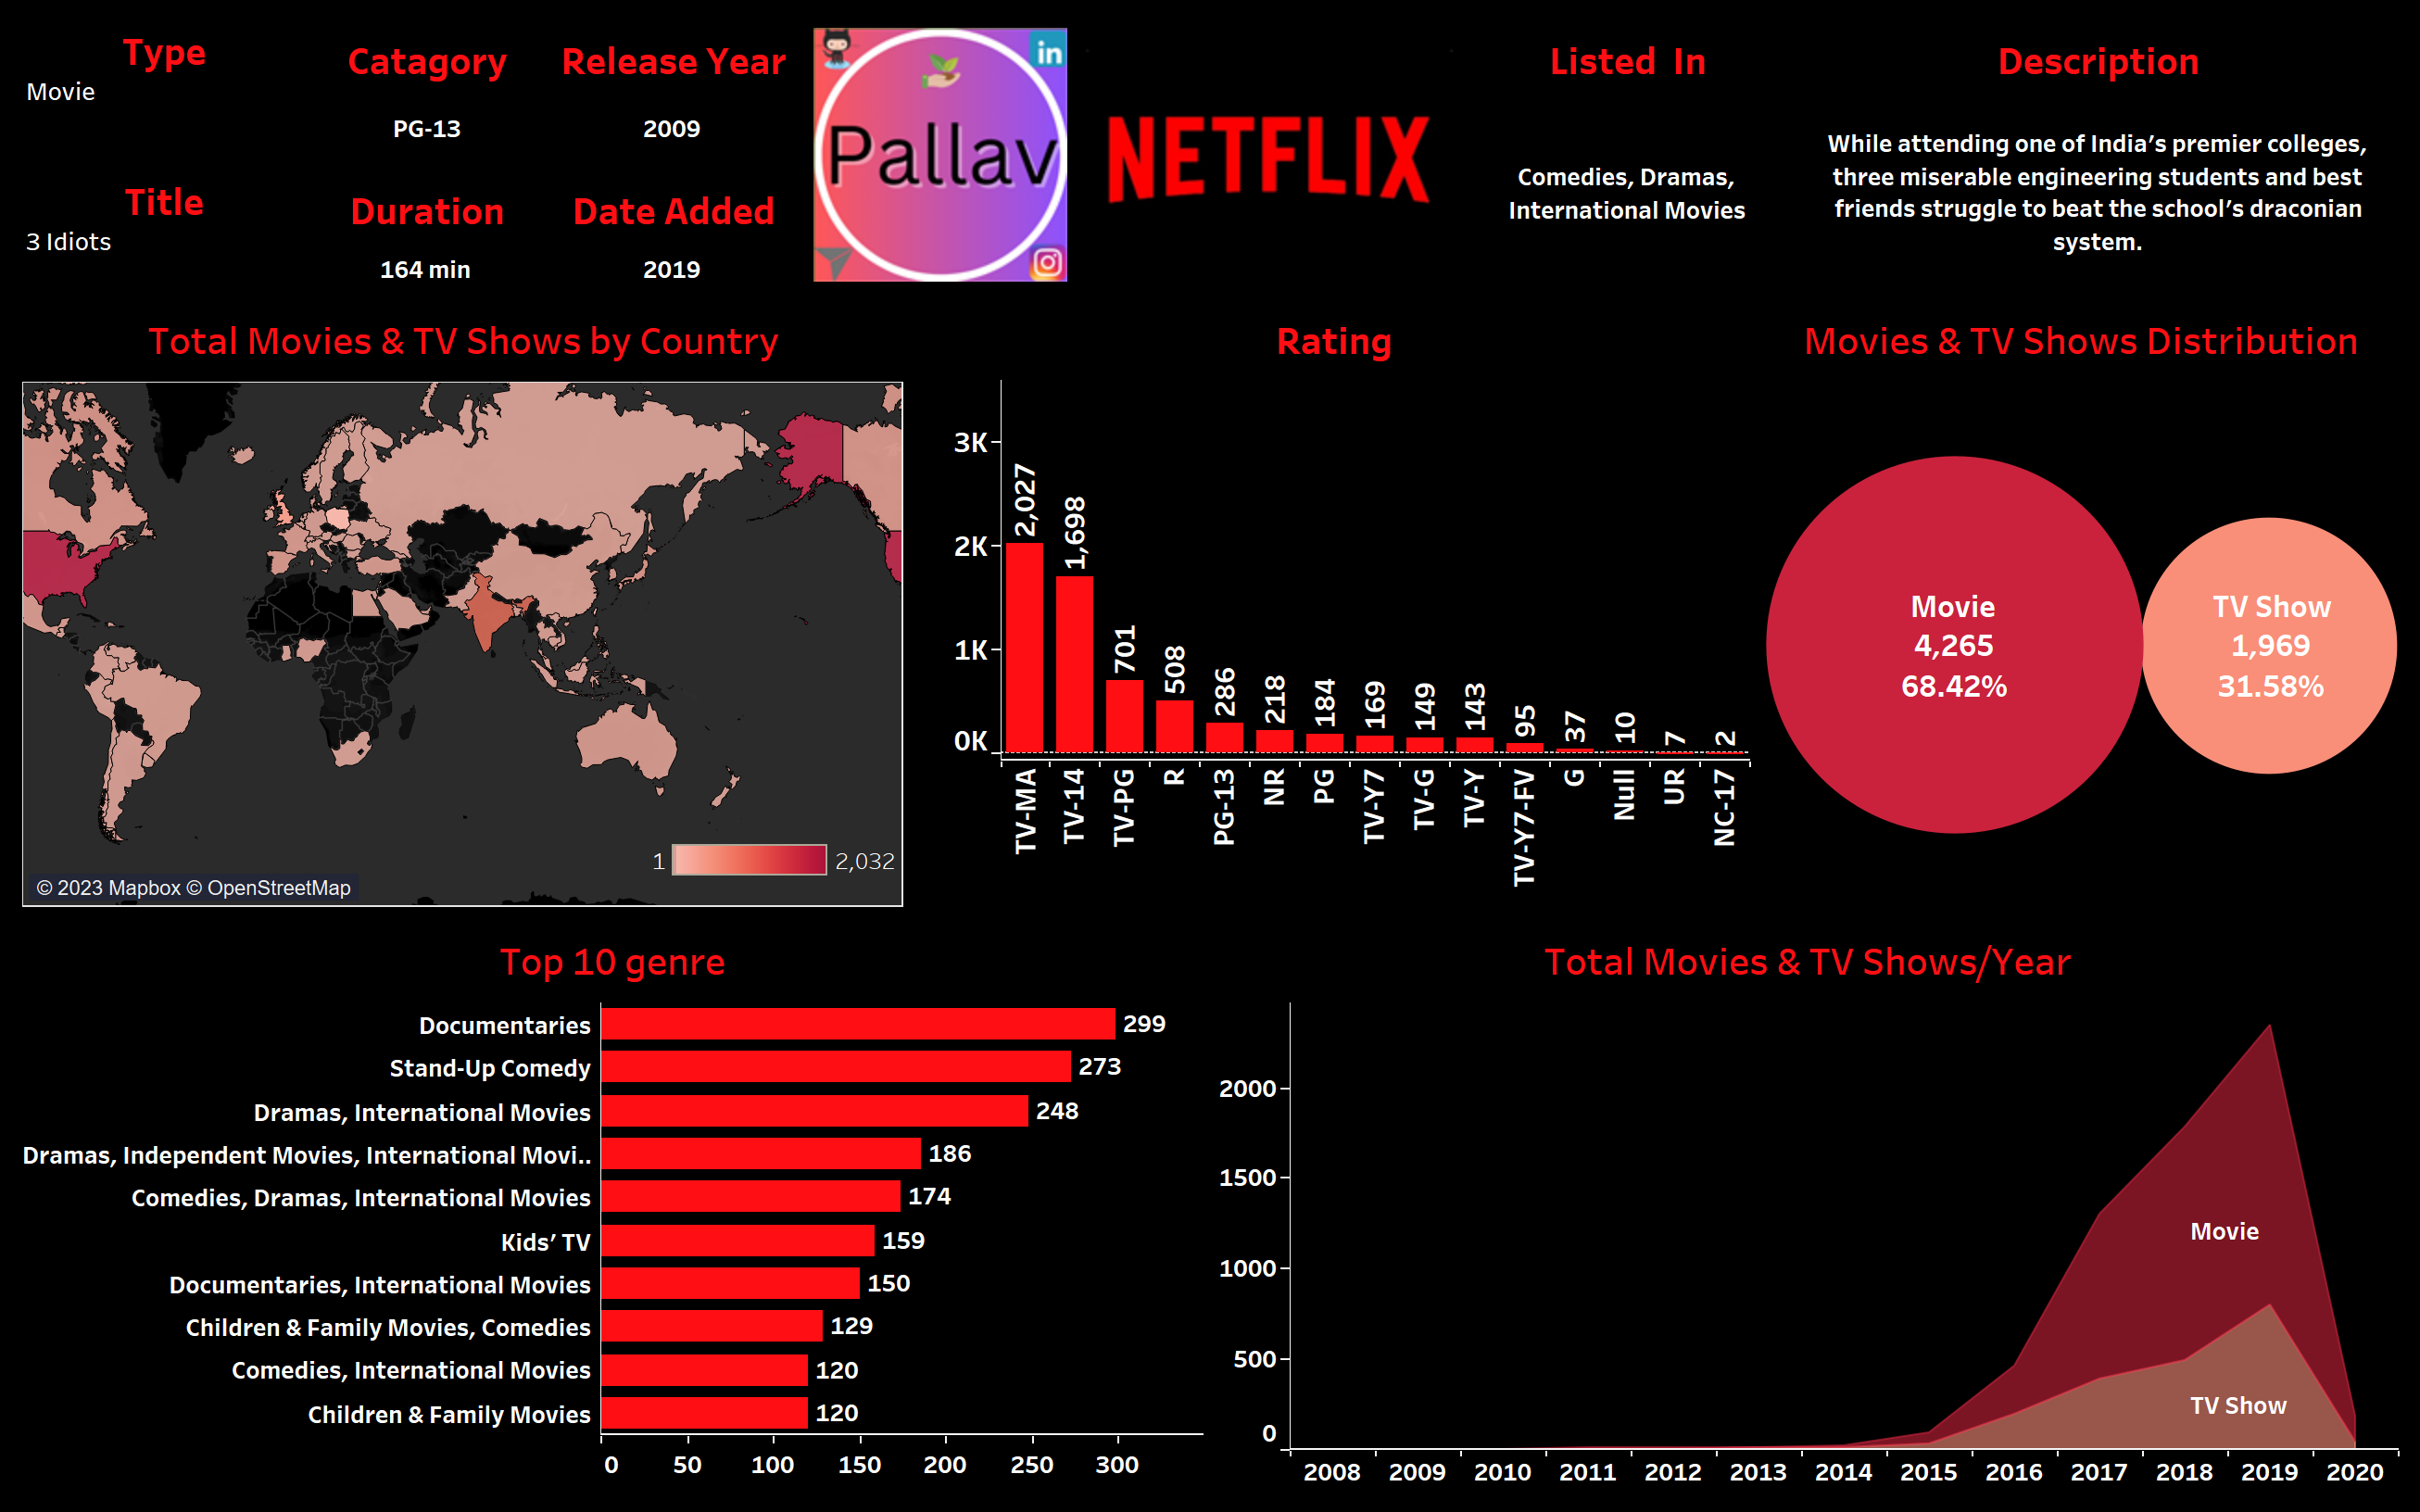 Type
Movie
Title
3 Idiots
Catagory
PG-13
Duration
164 min
Release Year
2009
Date Added
2019
in
Pallav
NETFLIX
Listed In
Comedies, Dramas,
International Movies
Description
While attending one of India’s premier colleges,
three miserable engineering students and best
friends struggle to beat the school’s draconian
system.
Total Movies & TV Shows by Country
1
2,032
© 2023 Mapbox © OpenStreetMap
Rating
3K
2K
1K
0K
2,027
1,698
701
508
286
218
184
169
149
143
95
37
10
7
2
TV-MA
TV-14
TV-PG
R
PG-13
NR
PG
TV-Y7
TV-G
TV-Y
TV-Y7-FV
G
Null
UR
NC-17
Movies & TV Shows Distribution
Movie
4,265
68.42%
TV Show
1,969
31.58%
Top 10 genre
Documentaries 299
Stand-Up Comedy 273
Dramas, International Movies 248
Dramas, Independent Movies, International Movi.. 186
Comedies, Dramas, International Movies 174
Kids’ TV 159
Documentaries, International Movies 150
Children & Family Movies, Comedies 129
Comedies, International Movies 120
Children & Family Movies 120
0 50 100 150 200 250 300
Total Movies & TV Shows/Year
2000
1500
1000
500
0
Movie
TV Show
2008 2009 2010 2011 2012 2013 2014 2015 2016 2017 2018 2019 2020